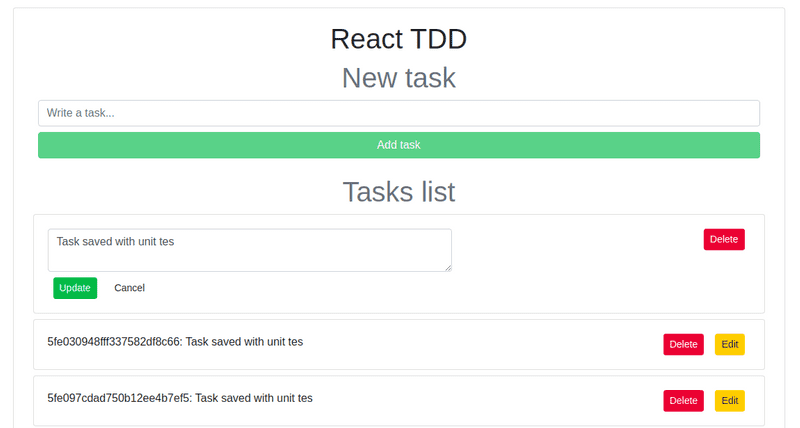 React TDD
New task
Write a task...
Add task
Tasks list
Task saved with unit tes
Delete
Update Cancel
5fe030948fff337582df8c66: Task saved with unit tes Delete Edit
5fe097cdad750b12ee4b7ef5: Task saved with unit tes Delete Edit